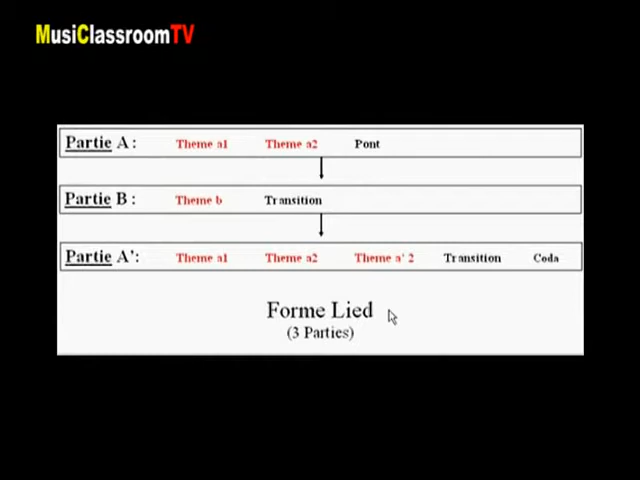 MusiClassroomTV
Partie A : Theme a1 Theme a2 Pont
Partie B : Theme b Transition
Partie A': Theme a1 Theme a2 Theme a' 2 Transition Coda
Forme Lied
(3 Parties)